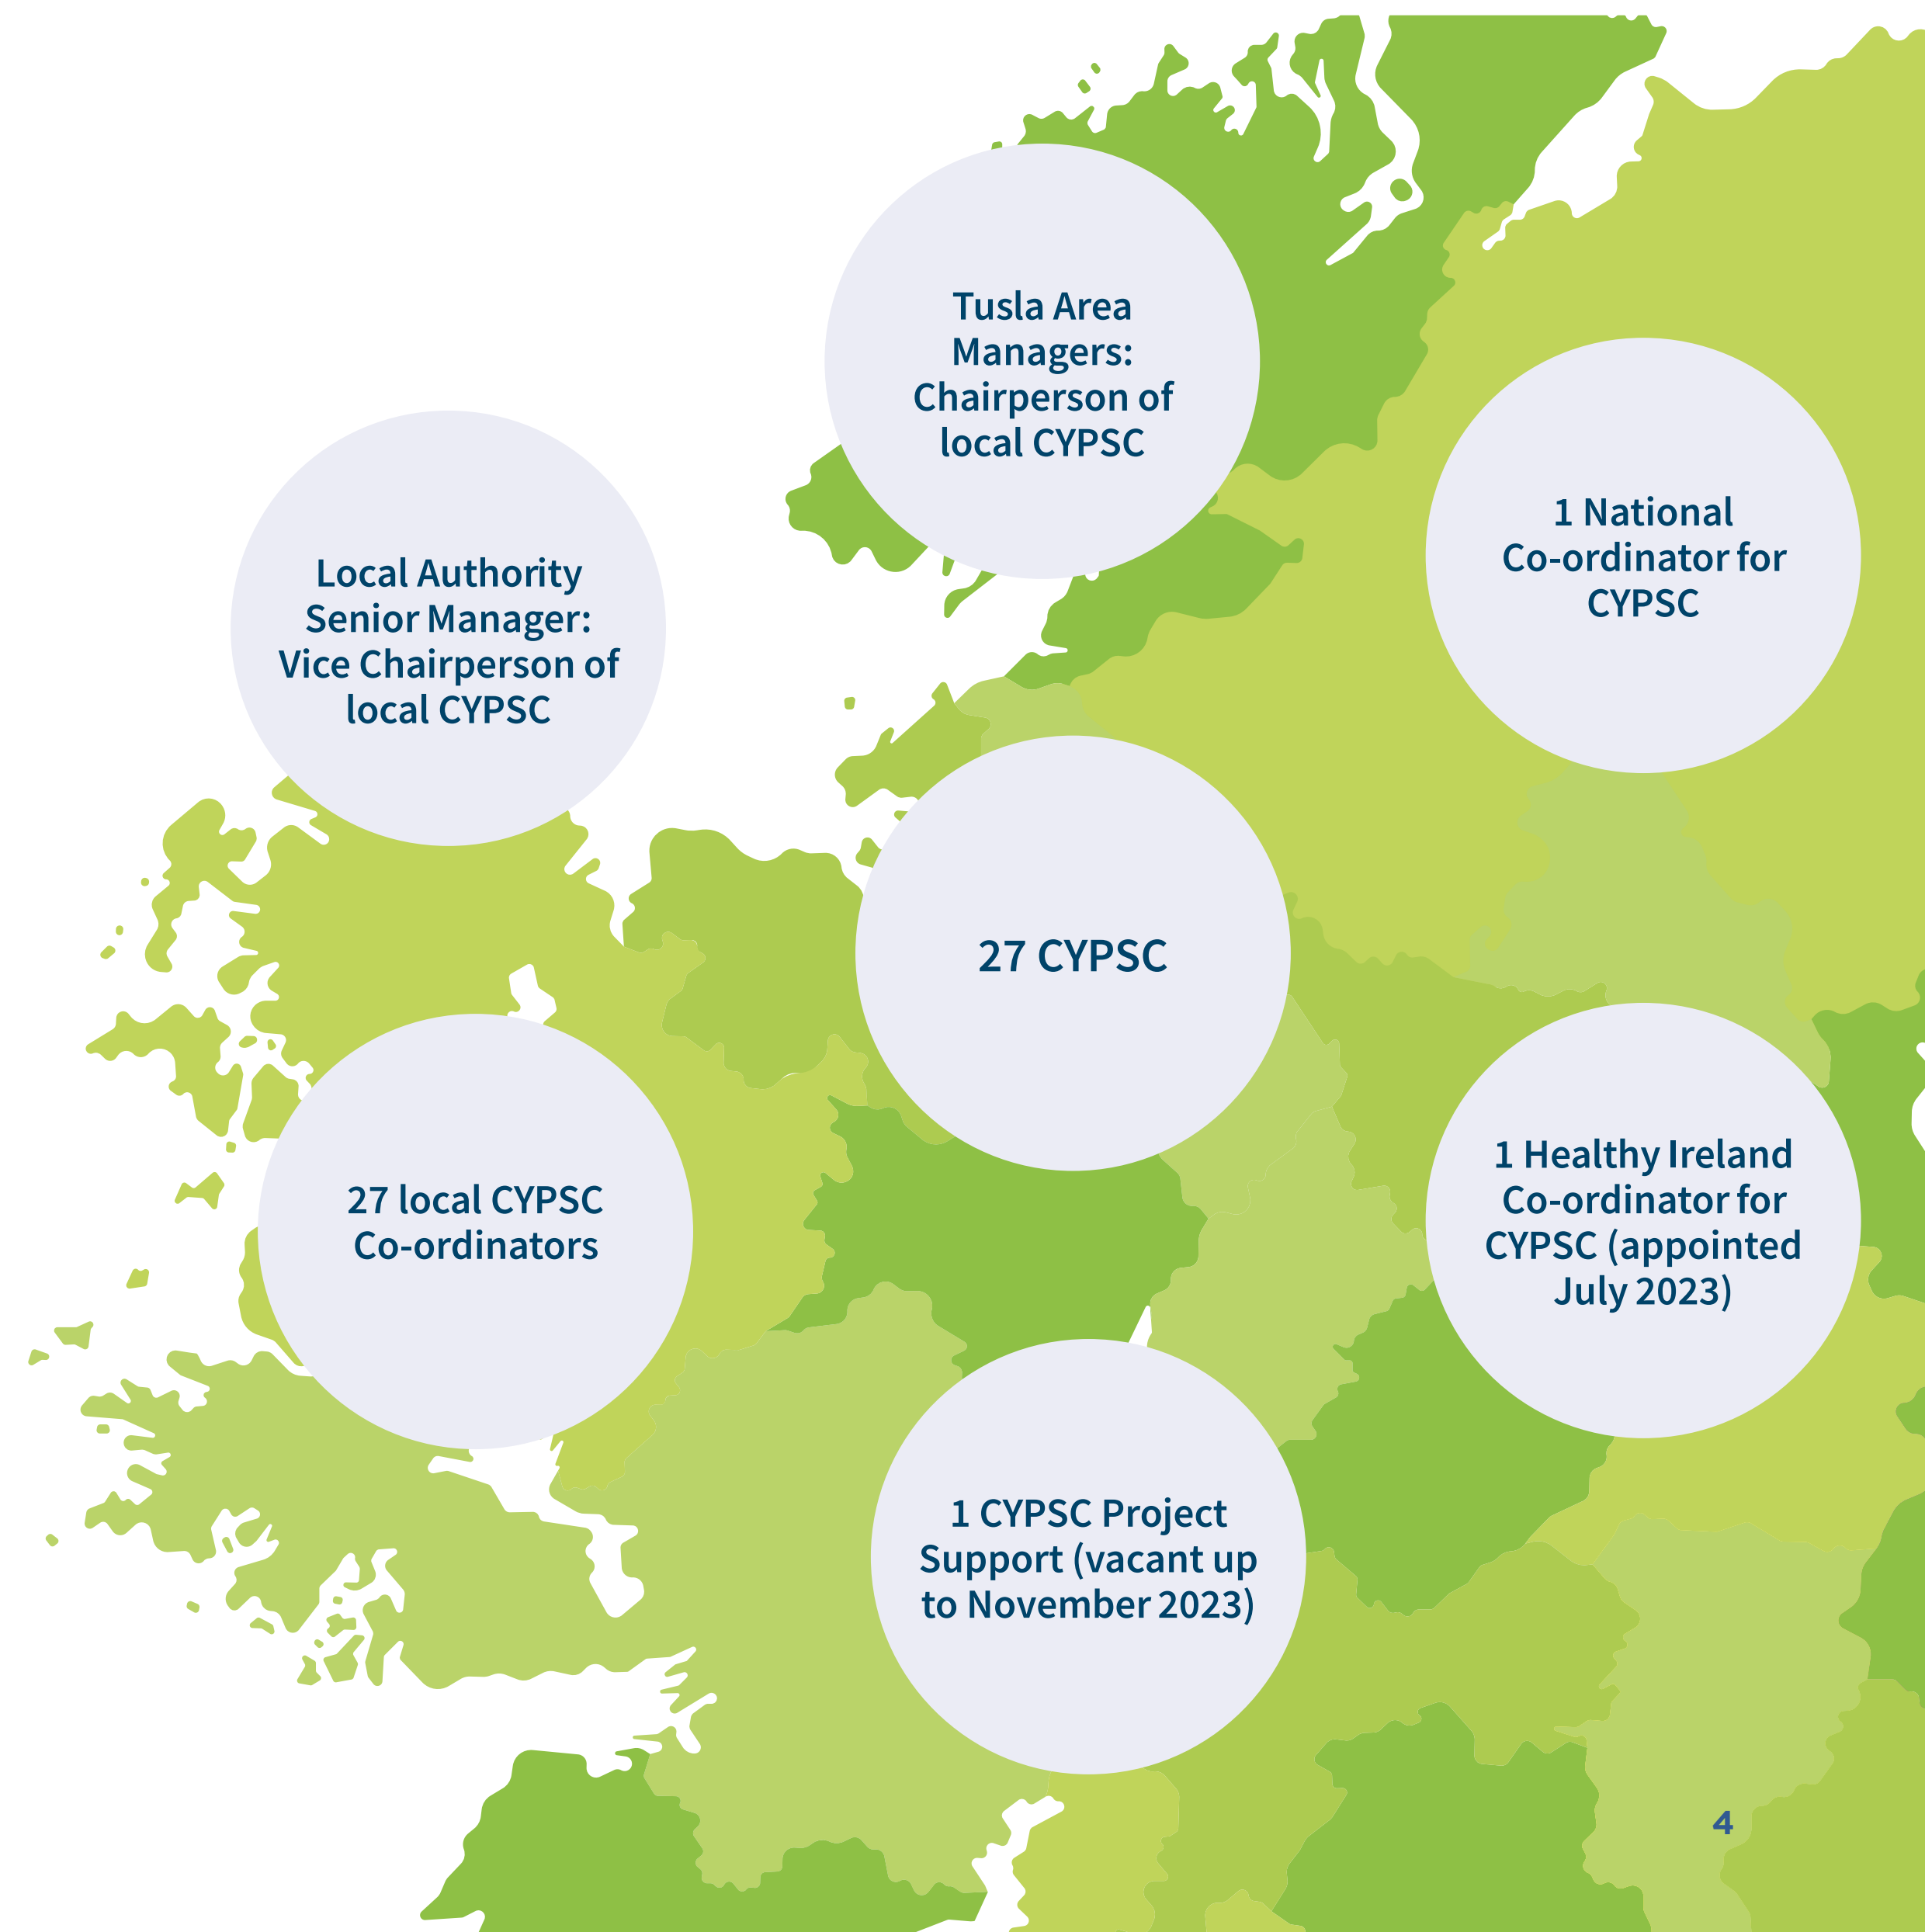 Tusla Area
Managers:
Chairperson of
local CYPSC
1 National
Co-ordinator for
CYPSC
Local Authority
Senior Manager:
Vice Chairperson of
local CYPSC
27 CYPSC
27 local CYPSC
Co-ordinators
1 Healthy Ireland
Co-ordinator for
CYPSC (appointed
July 2023)
1 CYPSC Project
Support (vacant up
to November 2023)
4